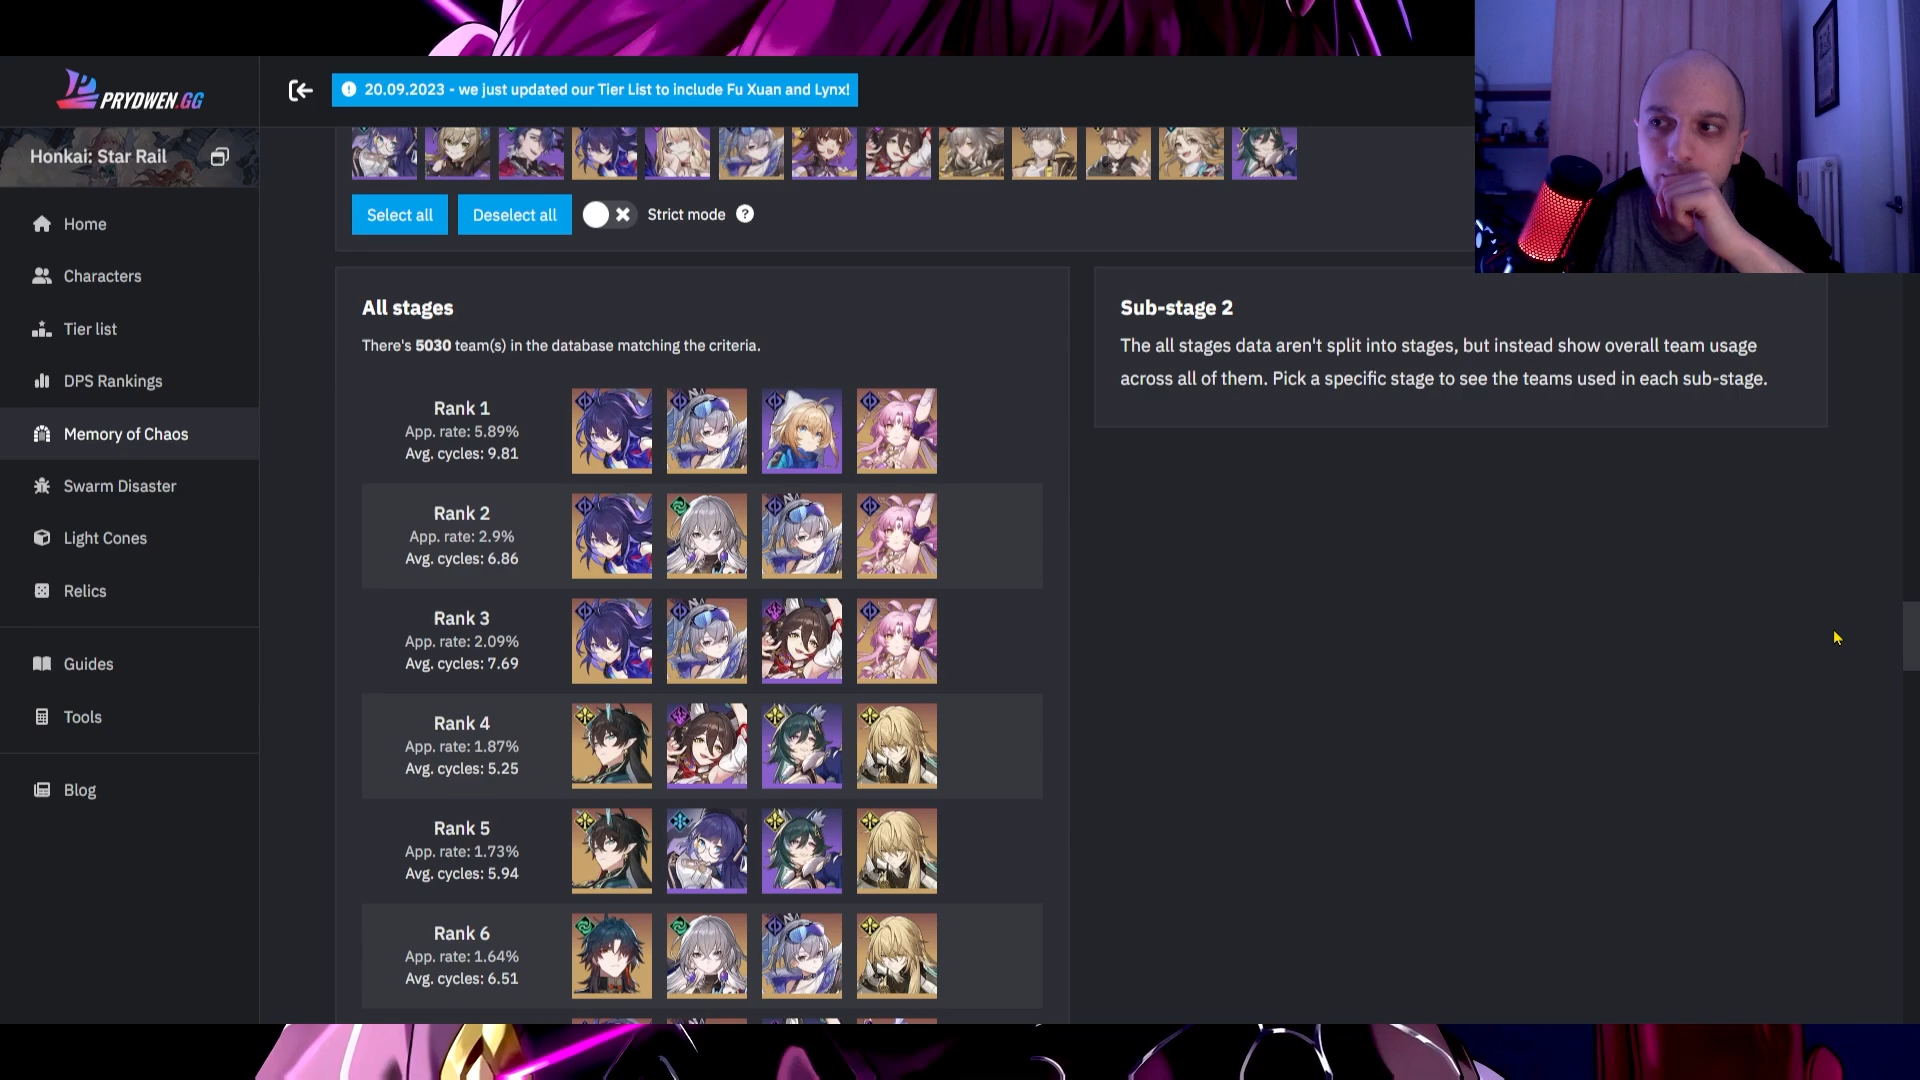 PRYDWEN.GG
20.09.2023 - we just updated our Tier List to include Fu Xuan and Lynx!
Honkai: Star Rail
Home
Characters
Tier list
DPS Rankings
Memory of Chaos
Swarm Disaster
Light Cones
Relics
Guides
Tools
Blog
Select all
Deselect all
Strict mode
?
All stages
There's 5030 team(s) in the database matching the criteria.
Rank 1
App. rate: 5.89%
Avg. cycles: 9.81
Rank 2
App. rate: 2.9%
Avg. cycles: 6.86
Rank 3
App. rate: 2.09%
Avg. cycles: 7.69
Rank 4
App. rate: 1.87%
Avg. cycles: 5.25
Rank 5
App. rate: 1.73%
Avg. cycles: 5.94
Rank 6
App. rate: 1.64%
Avg. cycles: 6.51
Sub-stage 2
The all stages data aren't split into stages, but instead show overall team usage
across all of them. Pick a specific stage to see the teams used in each sub-stage.